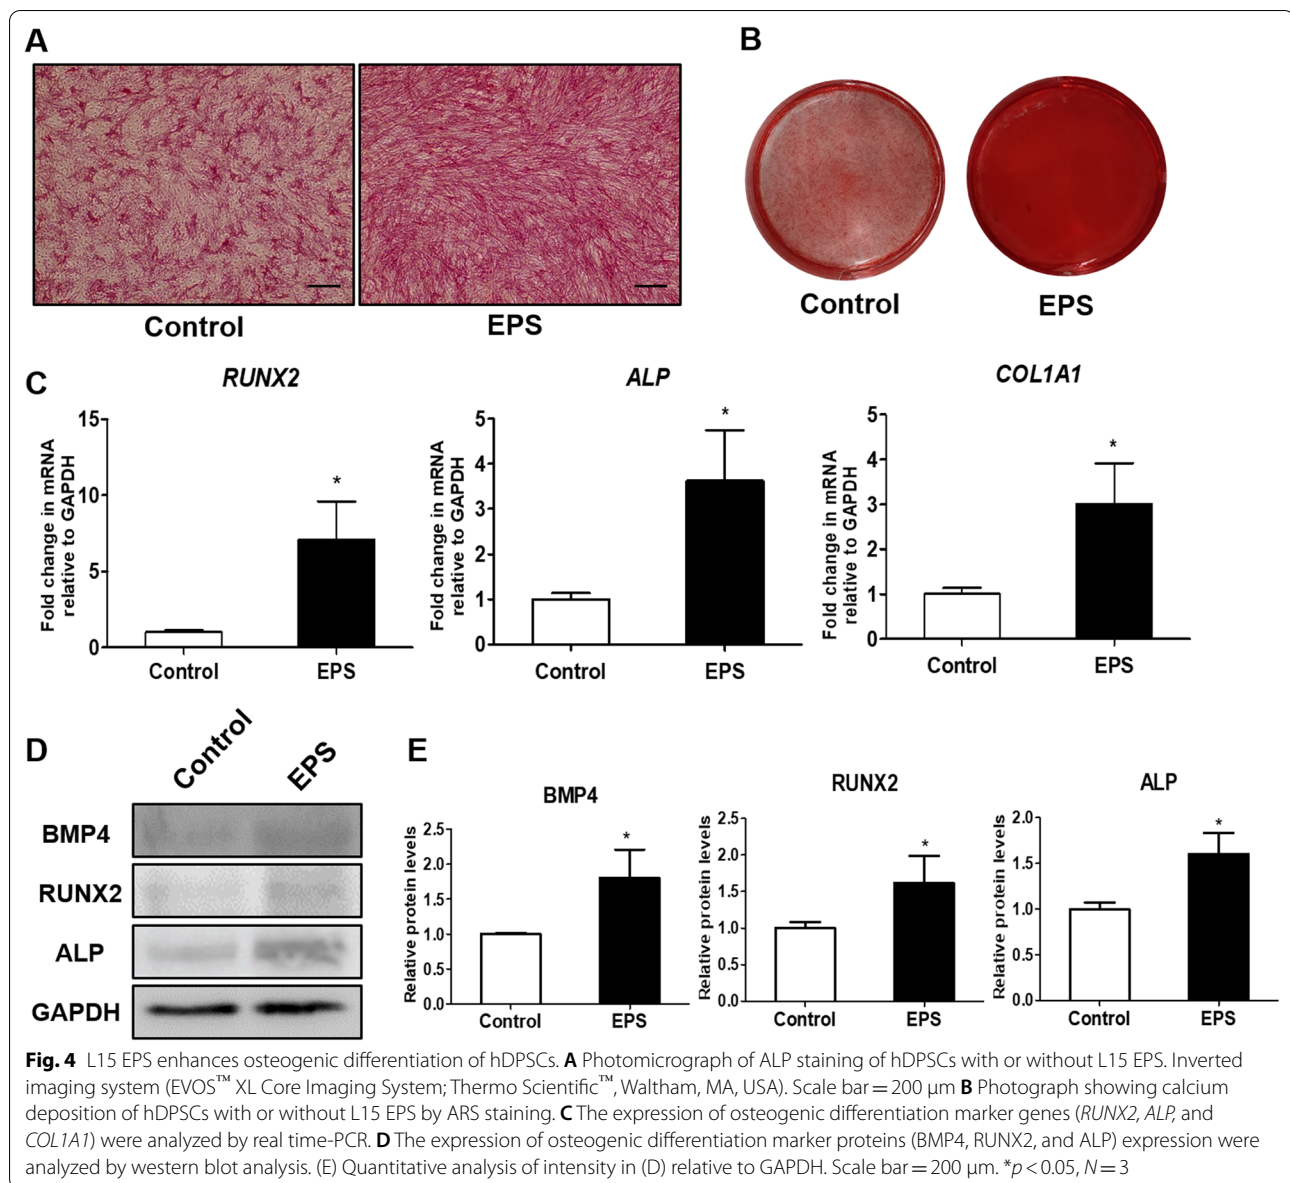 A
B
Control
EPS
Control
EPS
C
RUNX2
ALP
COL1A1
Fold change in mRNA
relative to GAPDH
15
10
5
0
*
Control
EPS
Fold change in mRNA
relative to GAPDH
5
4
3
2
1
0
*
Control
EPS
Fold change in mRNA
relative to GAPDH
5
4
3
2
1
0
*
Control
EPS
D
Control
EPS
BMP4
RUNX2
ALP
GAPDH
E
BMP4
Relative protein levels
2.5
2.0
1.5
1.0
0.5
0.0
*
Control
EPS
RUNX2
Relative protein levels
2.5
2.0
1.5
1.0
0.5
0.0
*
Control
EPS
ALP
Relative protein levels
2.0
1.5
1.0
0.5
0.0
*
Control
EPS
Fig. 4 L15 EPS enhances osteogenic differentiation of hDPSCs. A Photomicrograph of ALP staining of hDPSCs with or without L15 EPS. Inverted
imaging system (EVOS™ XL Core Imaging System; Thermo Scientific™, Waltham, MA, USA). Scale bar = 200 μm B Photograph showing calcium
deposition of hDPSCs with or without L15 EPS by ARS staining. C The expression of osteogenic differentiation marker genes (RUNX2, ALP, and
COL1A1) were analyzed by real time-PCR. D The expression of osteogenic differentiation marker proteins (BMP4, RUNX2, and ALP) expression were
analyzed by western blot analysis. (E) Quantitative analysis of intensity in (D) relative to GAPDH. Scale bar = 200 μm. *p < 0.05, N = 3